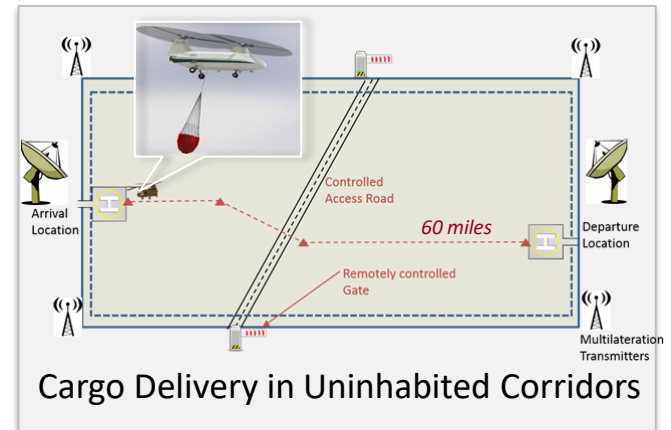 Controlled
Access Road
Arrival
Location
60 miles
Departure
Location
Remotely controlled
Gate
Multilateration
Transmitters
Cargo Delivery in Uninhabited Corridors